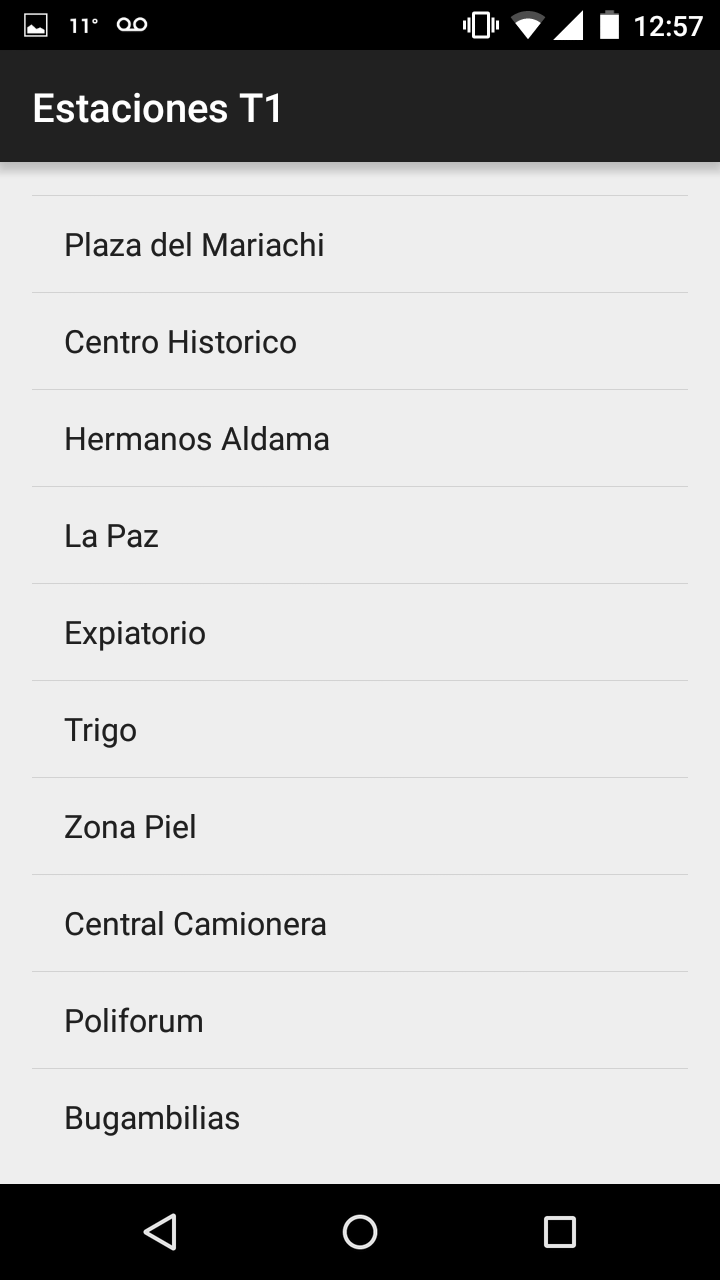 11°
12:57
Estaciones T1
Plaza del Mariachi
Centro Historico
Hermanos Aldama
La Paz
Expiatorio
Trigo
Zona Piel
Central Camionera
Poliforum
Bugambilias